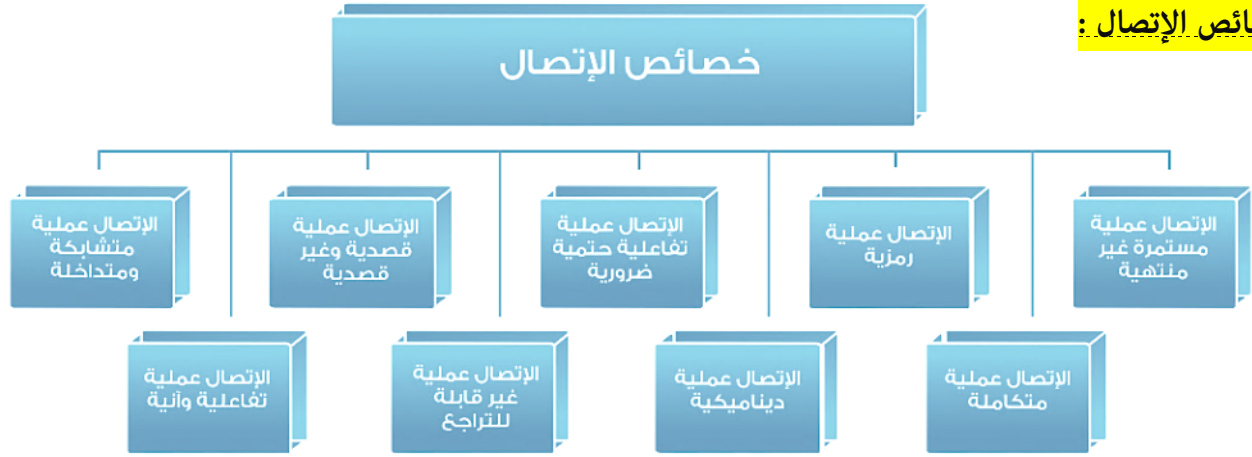 ائص الإتصال :
خصائص الإتصال
الإتصال عملية
مستمرة غير
منتهية
الإتصال عملية
رمزية
الإتصال عملية
تفاعلية حتمية
ضرورية
الإتصال عملية
قصدية وغير
قصدية
الإتصال عملية
متشابكة
ومتداخلة
الإتصال عملية
متكاملة
الإتصال عملية
ديناميكية
الإتصال عملية
غير قابلة
للتراجع
الإتصال عملية
تفاعلية وآنية